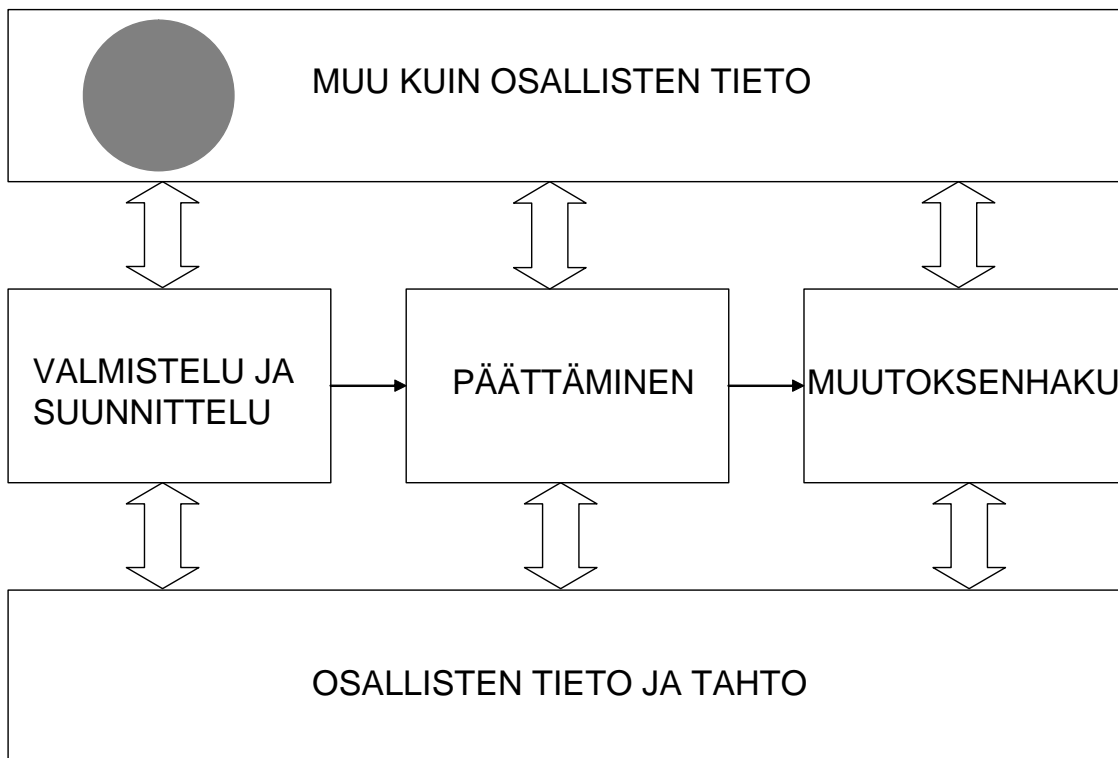 MUU KUIN OSALLISTEN TIETO
VALMISTELU JA
SUUNNITTELU
PÄÄTTÄMINEN
MUUTOKSENHAKU
OSALLISTEN TIETO JA TAHTO